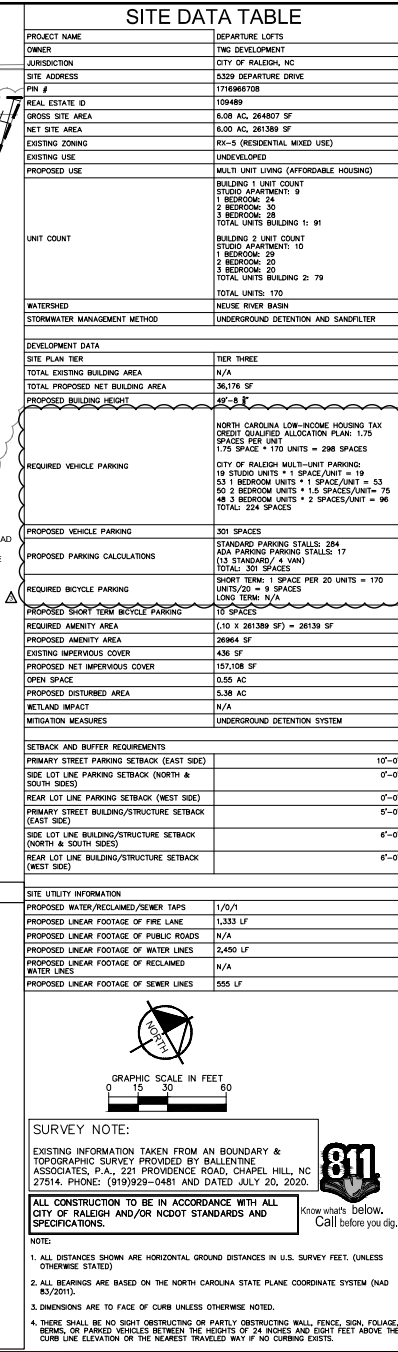 SITE DATA TABLE
PROJECT NAME DEPARTURE LOFTS
OWNER TWG DEVELOPMENT
JURISDICTION CITY OF RALEIGH, NC
SITE ADDRESS 5329 DEPARTURE DRIVE
PIN # 1716966708
REAL ESTATE ID 109489
GROSS SITE AREA 6.08 AC, 264807 SF
NET SITE AREA 6.00 AC, 261389 SF
EXISTING ZONING RX-5 (RESIDENTIAL MIXED USE)
EXISTING USE UNDEVELOPED
PROPOSED USE MULTI UNIT LIVING (AFFORDABLE HOUSING)
UNIT COUNT
BUILDING 1 UNIT COUNT
STUDIO APARTMENT: 9
1 BEDROOM: 24
2 BEDROOM: 30
3 BEDROOM: 28
TOTAL UNITS BUILDING 1: 91
BUILDING 2 UNIT COUNT
STUDIO APARTMENT: 10
1 BEDROOM: 29
2 BEDROOM: 20
3 BEDROOM: 20
TOTAL UNITS BUILDING 2: 79
TOTAL UNITS: 170
WATERSHED NEUSE RIVER BASIN
STORMWATER MANAGEMENT METHOD UNDERGROUND DETENTION AND SANDFILTER
DEVELOPMENT DATA
SITE PLAN TIER TIER THREE
TOTAL EXISTING BUILDING AREA N/A
TOTAL PROPOSED NET BUILDING AREA 36,176 SF
PROPOSED BUILDING HEIGHT 49'-8
REQUIRED VEHICLE PARKING
NORTH CAROLINA LOW-INCOME HOUSING TAX
CREDIT QUALIFIED ALLOCATION PLAN: 1.75
SPACES PER UNIT
1.75 SPACE * 170 UNITS = 298 SPACES
CITY OF RALEIGH MULTI-UNIT PARKING:
19 STUDIO UNITS * 1 SPACE/UNIT = 19
53 1 BEDROOM UNITS * 1 SPACE/UNIT = 53
50 2 BEDROOM UNITS * 1.5 SPACES/UNIT= 75
48 3 BEDROOM UNITS * 2 SPACES/UNIT = 96
TOTAL: 224 SPACES
PROPOSED VEHICLE PARKING 301 SPACES
PROPOSED PARKING CALCULATIONS
STANDARD PARKING STALLS: 284
ADA PARKING PARKING STALLS: 17
(13 STANDARD/ 4 VAN)
TOTAL: 301 SPACES
REQUIRED BICYCLE PARKING
SHORT TERM: 1 SPACE PER 20 UNITS = 170
UNITS/20 = 9 SPACES
LONG TERM: N/A
PROPOSED SHORT TERM BICYCLE PARKING 10 SPACES
REQUIRED AMENITY AREA (.10 X 261389 SF) = 26139 SF
PROPOSED AMENITY AREA 26964 SF
EXISTING IMPERVIOUS COVER 436 SF
PROPOSED NET IMPERVIOUS COVER 157,108 SF
OPEN SPACE 0.55 AC
PROPOSED DISTURBED AREA 5.38 AC
WETLAND IMPACT N/A
MITIGATION MEASURES UNDERGROUND DETENTION SYSTEM
SETBACK AND BUFFER REQUIREMENTS
PRIMARY STREET PARKING SETBACK (EAST SIDE) 10'-0
SIDE LOT LINE PARKING SETBACK (NORTH &
SOUTH SIDES) 0'-0
REAR LOT LINE PARKING SETBACK (WEST SIDE) 0'-0
PRIMARY STREET BUILDING/STRUCTURE SETBACK
(EAST SIDE) 5'-0
SIDE LOT LINE BUILDING/STRUCTURE SETBACK
(NORTH & SOUTH SIDES) 6'-0
REAR LOT LINE BUILDING/STRUCTURE SETBACK
(WEST SIDE) 6'-0
SITE UTILITY INFORMATION
PROPOSED WATER/RECLAIMED/SEWER TAPS 1/0/1
PROPOSED LINEAR FOOTAGE OF FIRE LANE 1,333 LF
PROPOSED LINEAR FOOTAGE OF PUBLIC ROADS N/A
PROPOSED LINEAR FOOTAGE OF WATER LINES 2,450 LF
PROPOSED LINEAR FOOTAGE OF RECLAIMED
WATER LINES N/A
PROPOSED LINEAR FOOTAGE OF SEWER LINES 555 LF
NORTH
GRAPHIC SCALE IN FEET
0 15 30 60
SURVEY NOTE:
EXISTING INFORMATION TAKEN FROM AN BOUNDARY &
TOPOGRAPHIC SURVEY PROVIDED BY BALLENTINE
ASSOCIATES, P.A., 221 PROVIDENCE ROAD, CHAPEL HILL, NC
27514. PHONE: (919)929-0481 AND DATED JULY 20, 2020.
811
Know what's below.
Call before you dig.
ALL CONSTRUCTION TO BE IN ACCORDANCE WITH ALL
CITY OF RALEIGH AND/OR NCDOT STANDARDS AND
SPECIFICATIONS.
NOTE:
1. ALL DISTANCES SHOWN ARE HORIZONTAL GROUND DISTANCES IN U.S. SURVEY FEET. (UNLESS
OTHERWISE STATED)
2. ALL BEARINGS ARE BASED ON THE NORTH CAROLINA STATE PLANE COORDINATE SYSTEM (NAD
83/2011).
3. DIMENSIONS ARE TO FACE OF CURB UNLESS OTHERWISE NOTED.
4. THERE SHALL BE NO SIGHT OBSTRUCTING OR PARTLY OBSTRUCTING WALL, FENCE, SIGN, FOLIAGE,
BERMS, OR PARKED VEHICLES BETWEEN THE HEIGHTS OF 24 INCHES AND EIGHT FEET ABOVE THE
CURB LINE ELEVATION OR THE NEAREST TRAVELED WAY IF NO CURBING EXISTS.